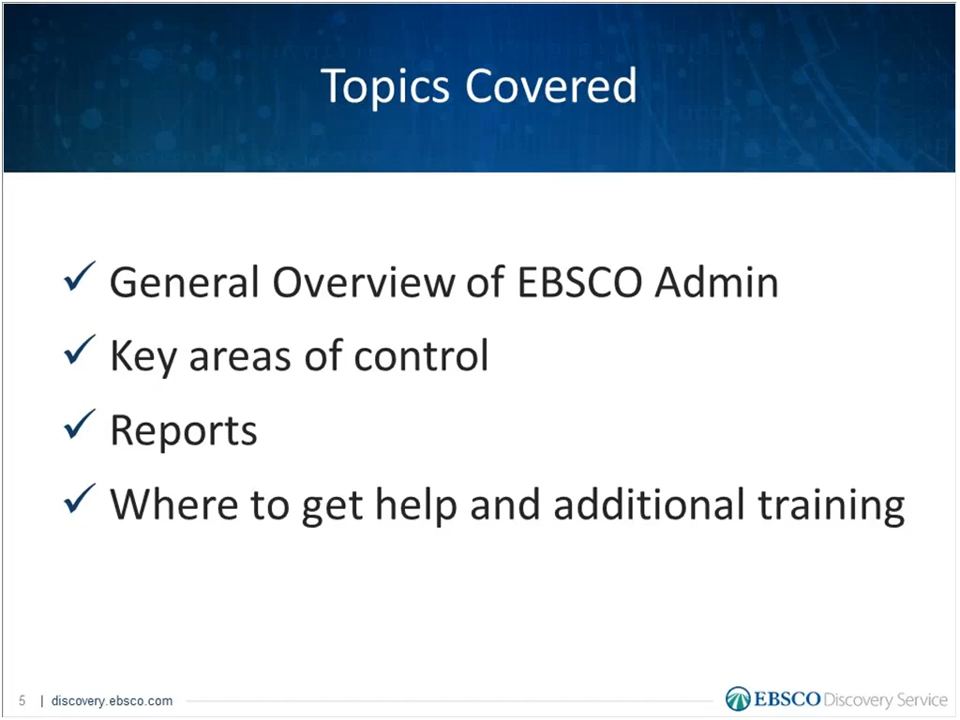 Topics Covered
✓ General Overview of EBSCO Admin
✓ Key areas of control
✓ Reports
✓ Where to get help and additional training
5 | discovery.ebsco.com
EBSCO Discovery Service